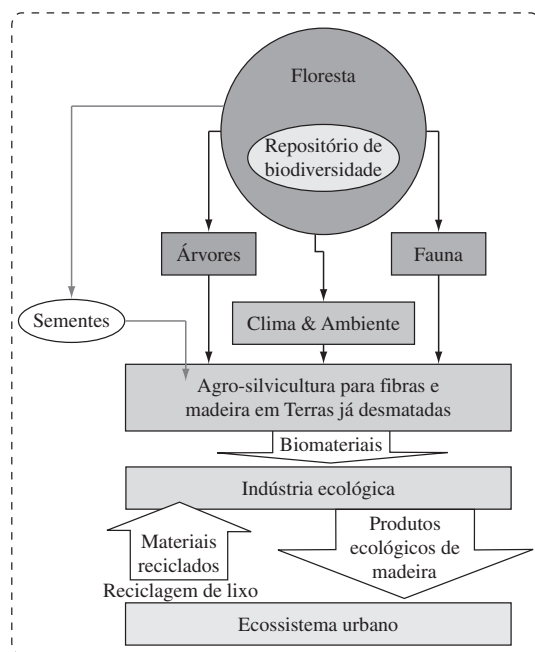 Floresta
Repositório de
biodiversidade
Árvores
Fauna
Sementes
Clima & Ambiente
Agro-silvicultura para fibras e
madeira em Terras já desmatadas
Biomateriais
Indústria ecológica
Materiais
reciclados
Reciclagem de lixo
Produtos
ecológicos de
madeira
Ecossistema urbano